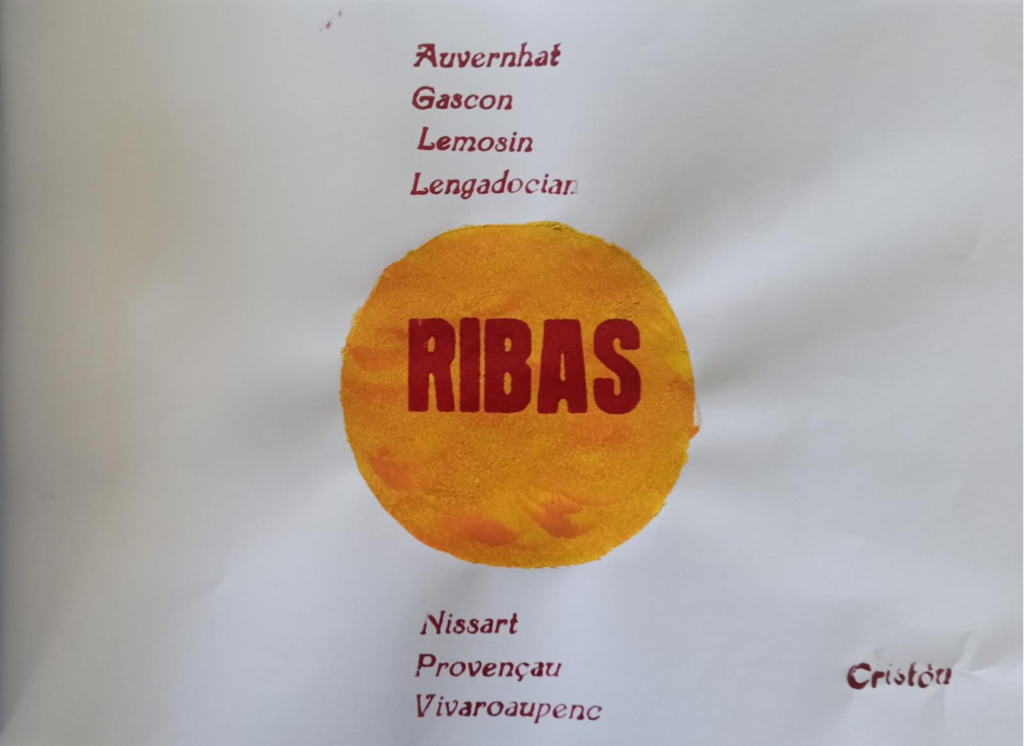 Auvernhat
Gascon
Lemosin
Lengadocian
RIBAS
Nissart
Provençau
Vivaroaupenc
Cristòu